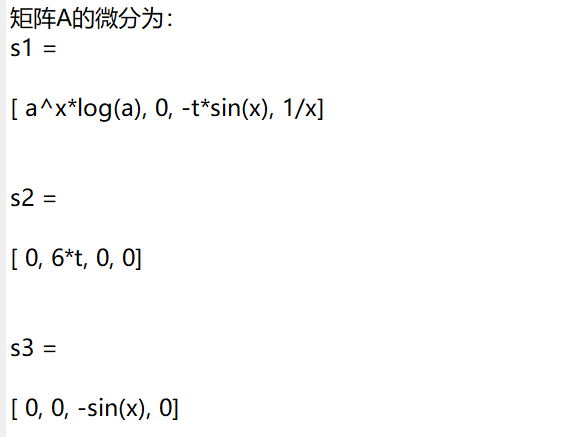 矩阵A的微分为：
s1 =
[ a^x*log(a), 0, -t*sin(x), 1/x]
s2 =
[ 0, 6*t, 0, 0]
s3 =
[ 0, 0, -sin(x), 0]